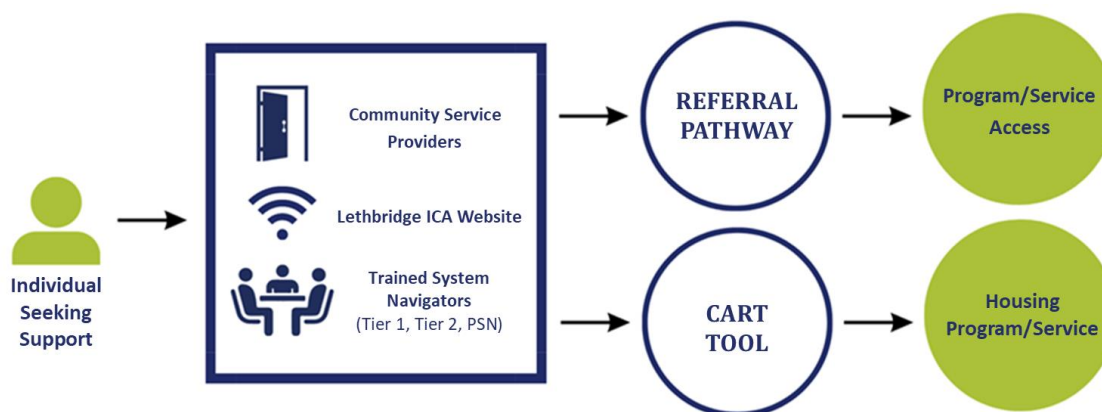 Individual
Seeking
Support
Community Service
Providers
Lethbridge ICA Website
Trained System
Navigators
(Tier 1, Tier 2, PSN)
REFERRAL
PATHWAY
Program/Service
Access
CART
TOOL
Housing
Program/Service